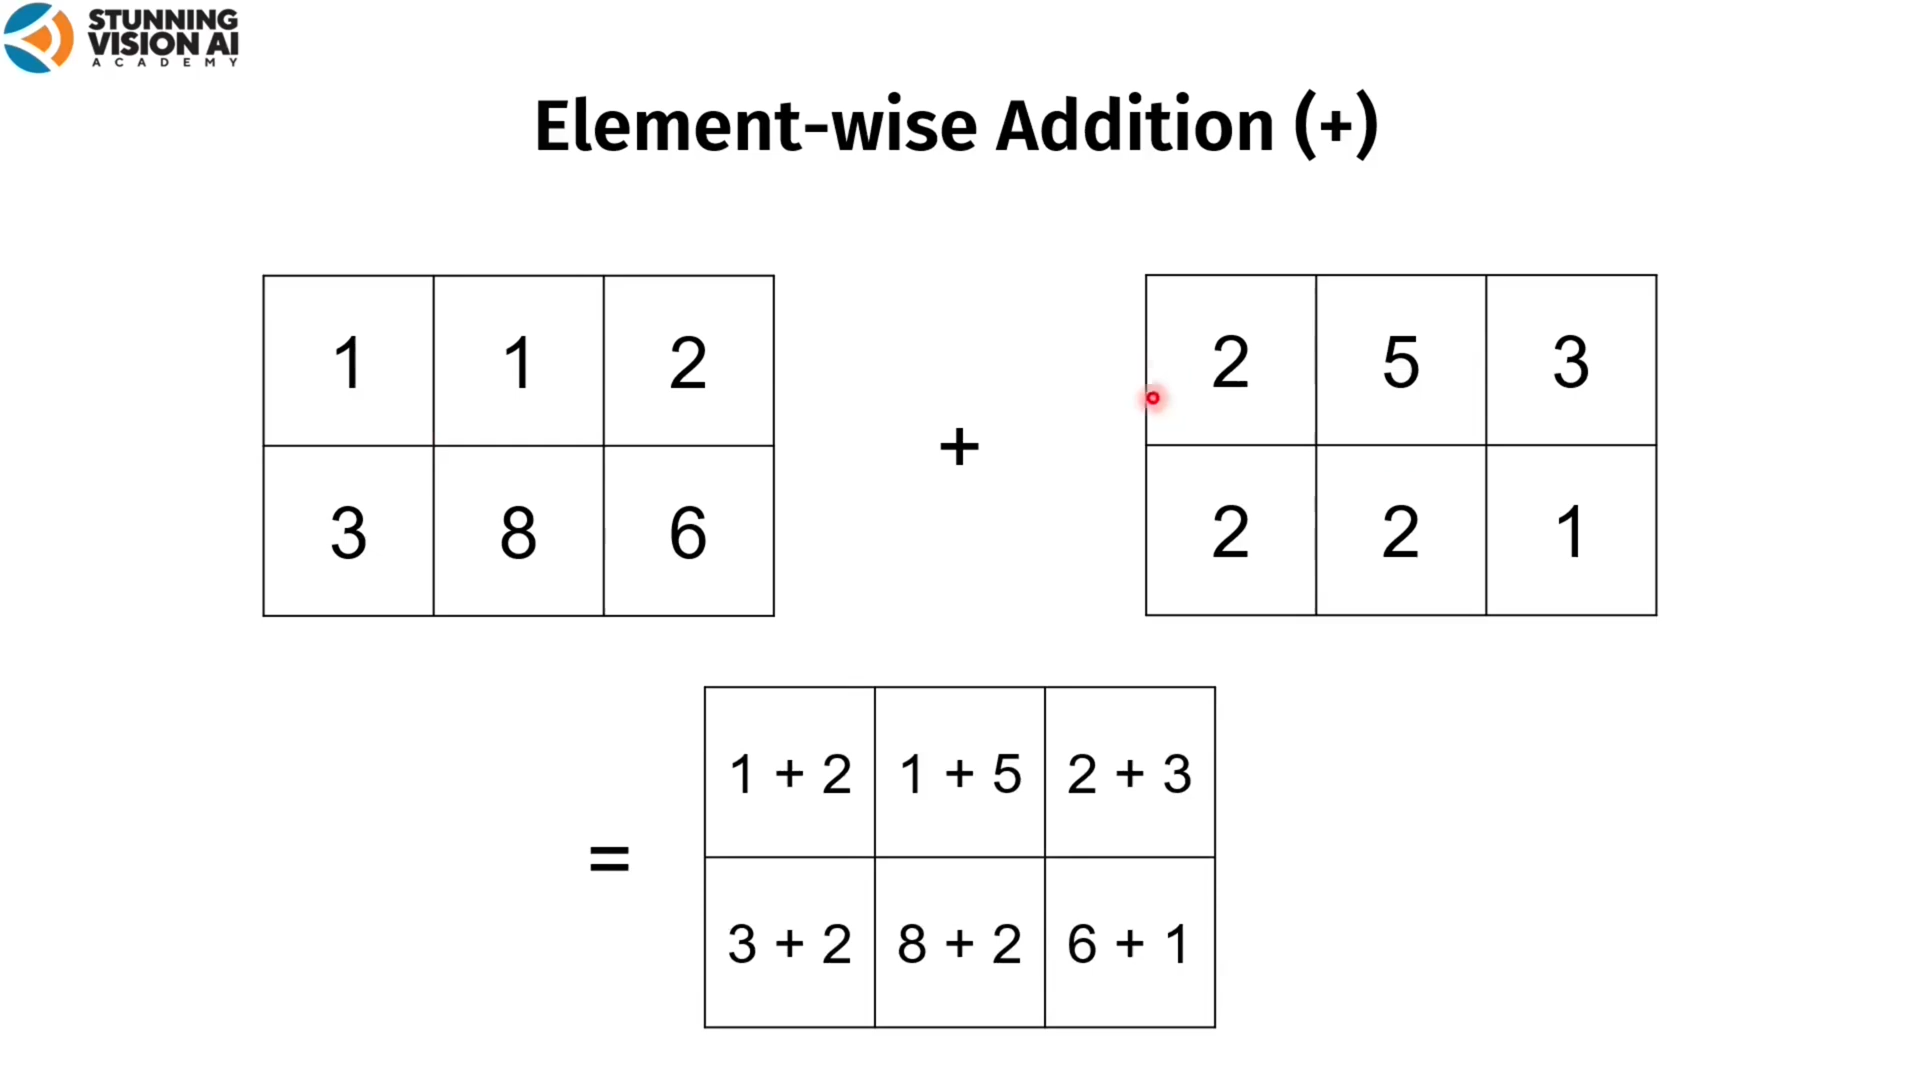 STUNNING
VISION AI
ACADEMY
Element-wise Addition (+)
1 1 2
3 8 6
+
2 5 3
2 2 1
=
1 + 2 1 + 5 2 + 3
3 + 2 8 + 2 6 + 1